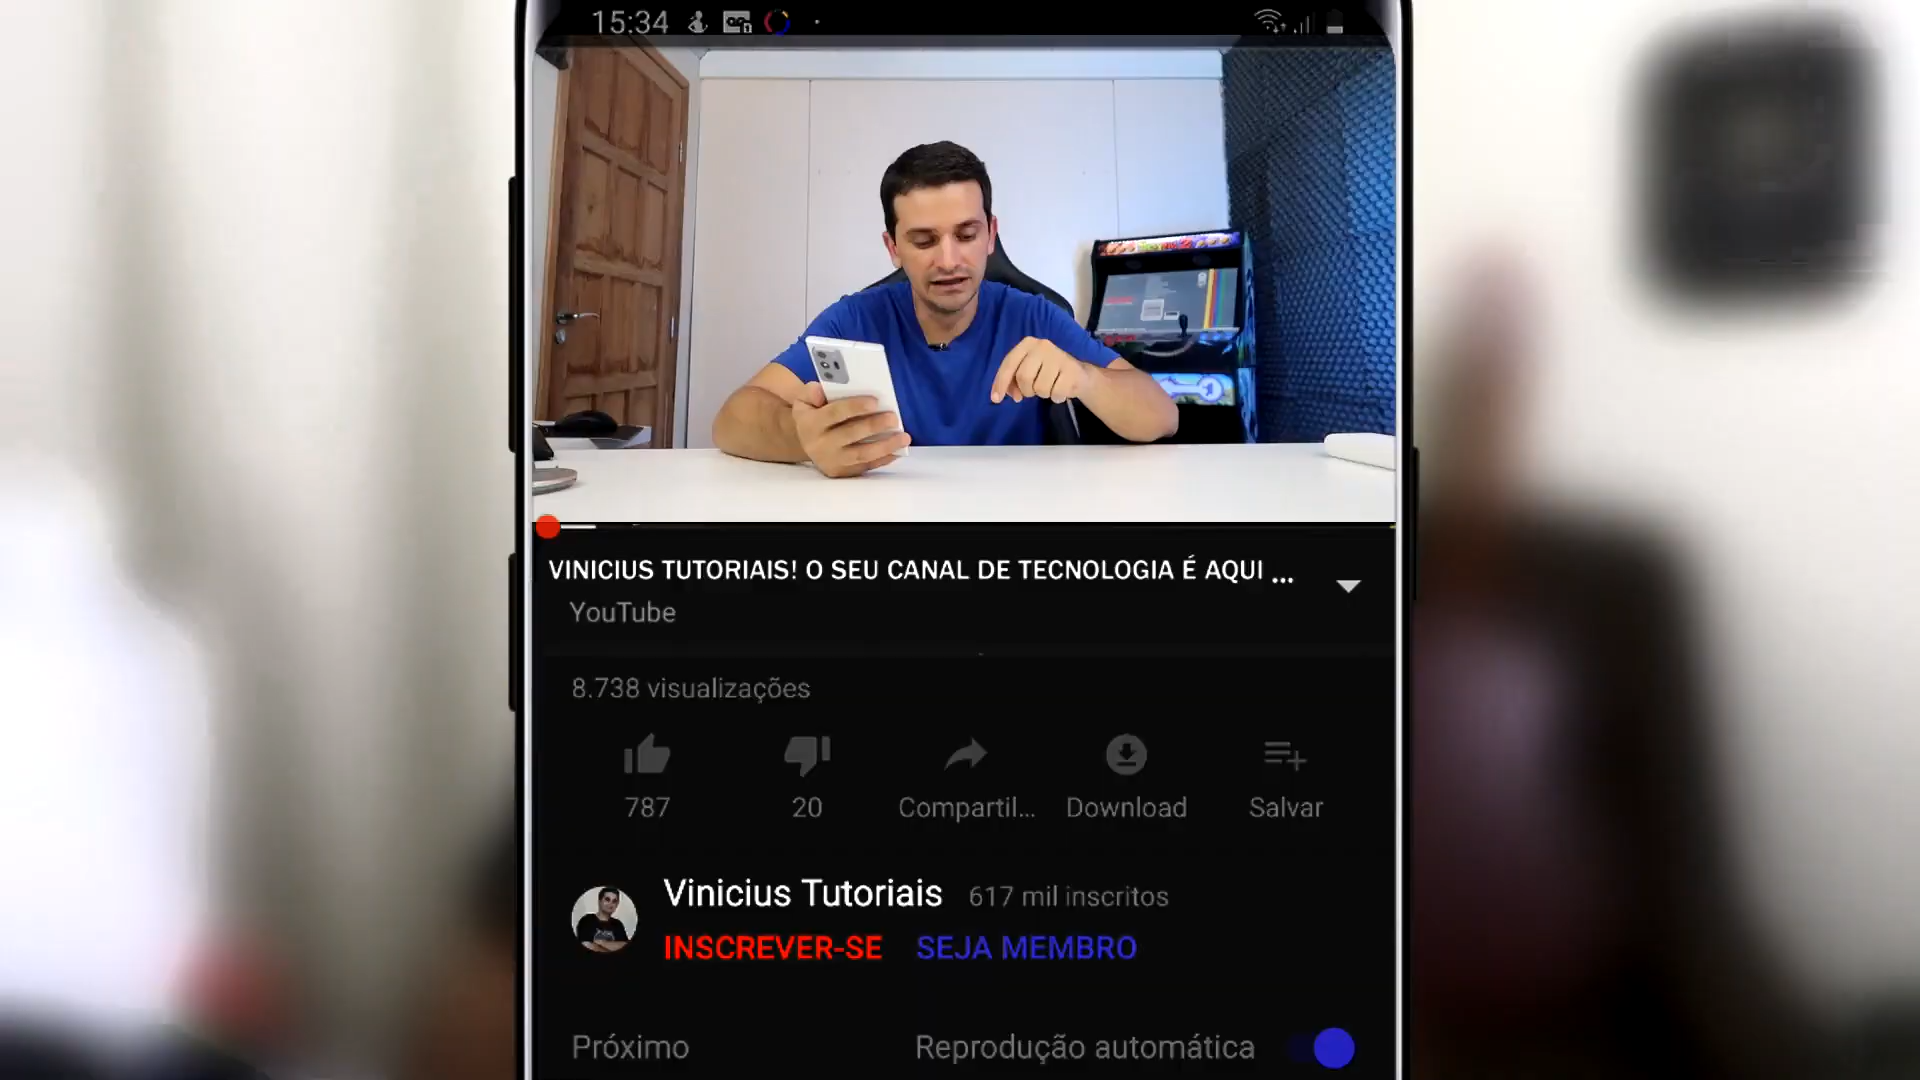 15:34
VINICIUS TUTORIAIS! O SEU CANAL DE TECNOLOGIA É AQUI ...
YouTube
8.738 visualizações
787
20
Compartil...
Download
Salvar
Vinicius Tutoriais 617 mil inscritos
INSCREVER-SE SEJA MEMBRO
Próximo
Reprodução automática